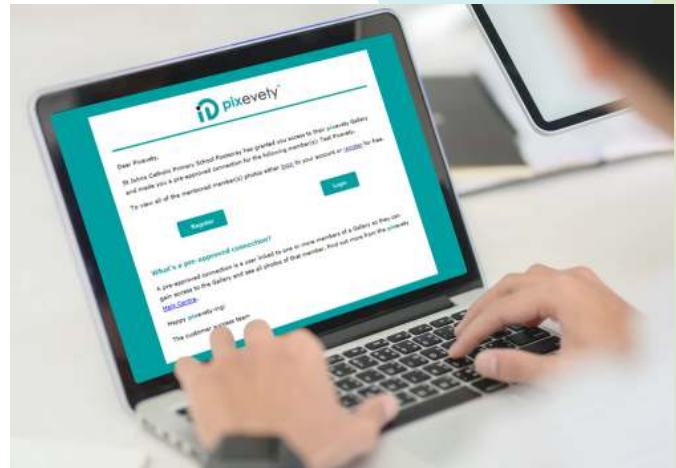 pixevety
Dear Pixevety,
St Johns Catholic Primary School Roseberry has granted you access to their pixevety Gallery
and made you a pre-approved connection for the following member(s): Test Pixevety.
To view all of the mentioned member(s) photos either login to your account or register for free.
Register
Login
What's a pre-approved connection?
A pre-approved connection is a user linked to one or more members of a Gallery so they can
gain access to the Gallery and see all photos of that member. Find out more from the pixevety
Help Centre.
Happy pixevety-ing!
The customer success team